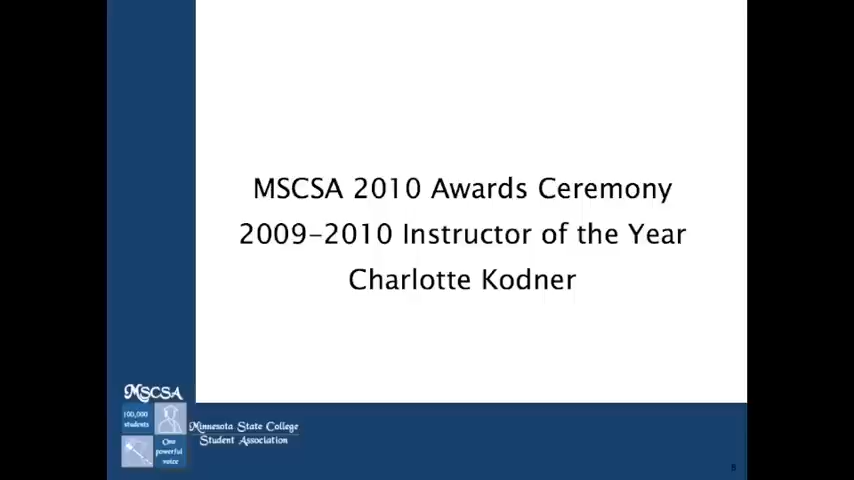 MSCSA 2010 Awards Ceremony
2009-2010 Instructor of the Year
Charlotte Kodner
MSCSA
100,000
students
One
powerful
voice
Minnesota State College
Student Association